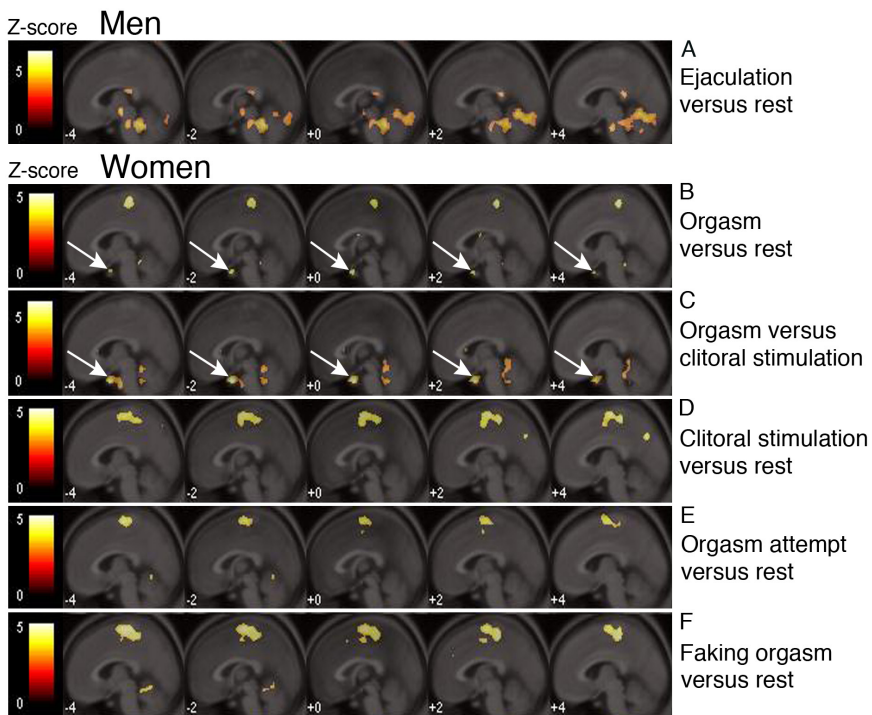 Z-score Men
5
0
-4 -2 +0 +2 +4
A
Ejaculation
versus rest
Z-score Women
5
0
-4 -2 +0 +2 +4
B
Orgasm
versus rest
5
0
-4 -2 +0 +2 +4
C
Orgasm versus
clitoral stimulation
5
0
-4 -2 +0 +2 +4
D
Clitoral stimulation
versus rest
5
0
-4 -2 +0 +2 +4
E
Orgasm attempt
versus rest
5
0
-4 -2 +0 +2 +4
F
Faking orgasm
versus rest